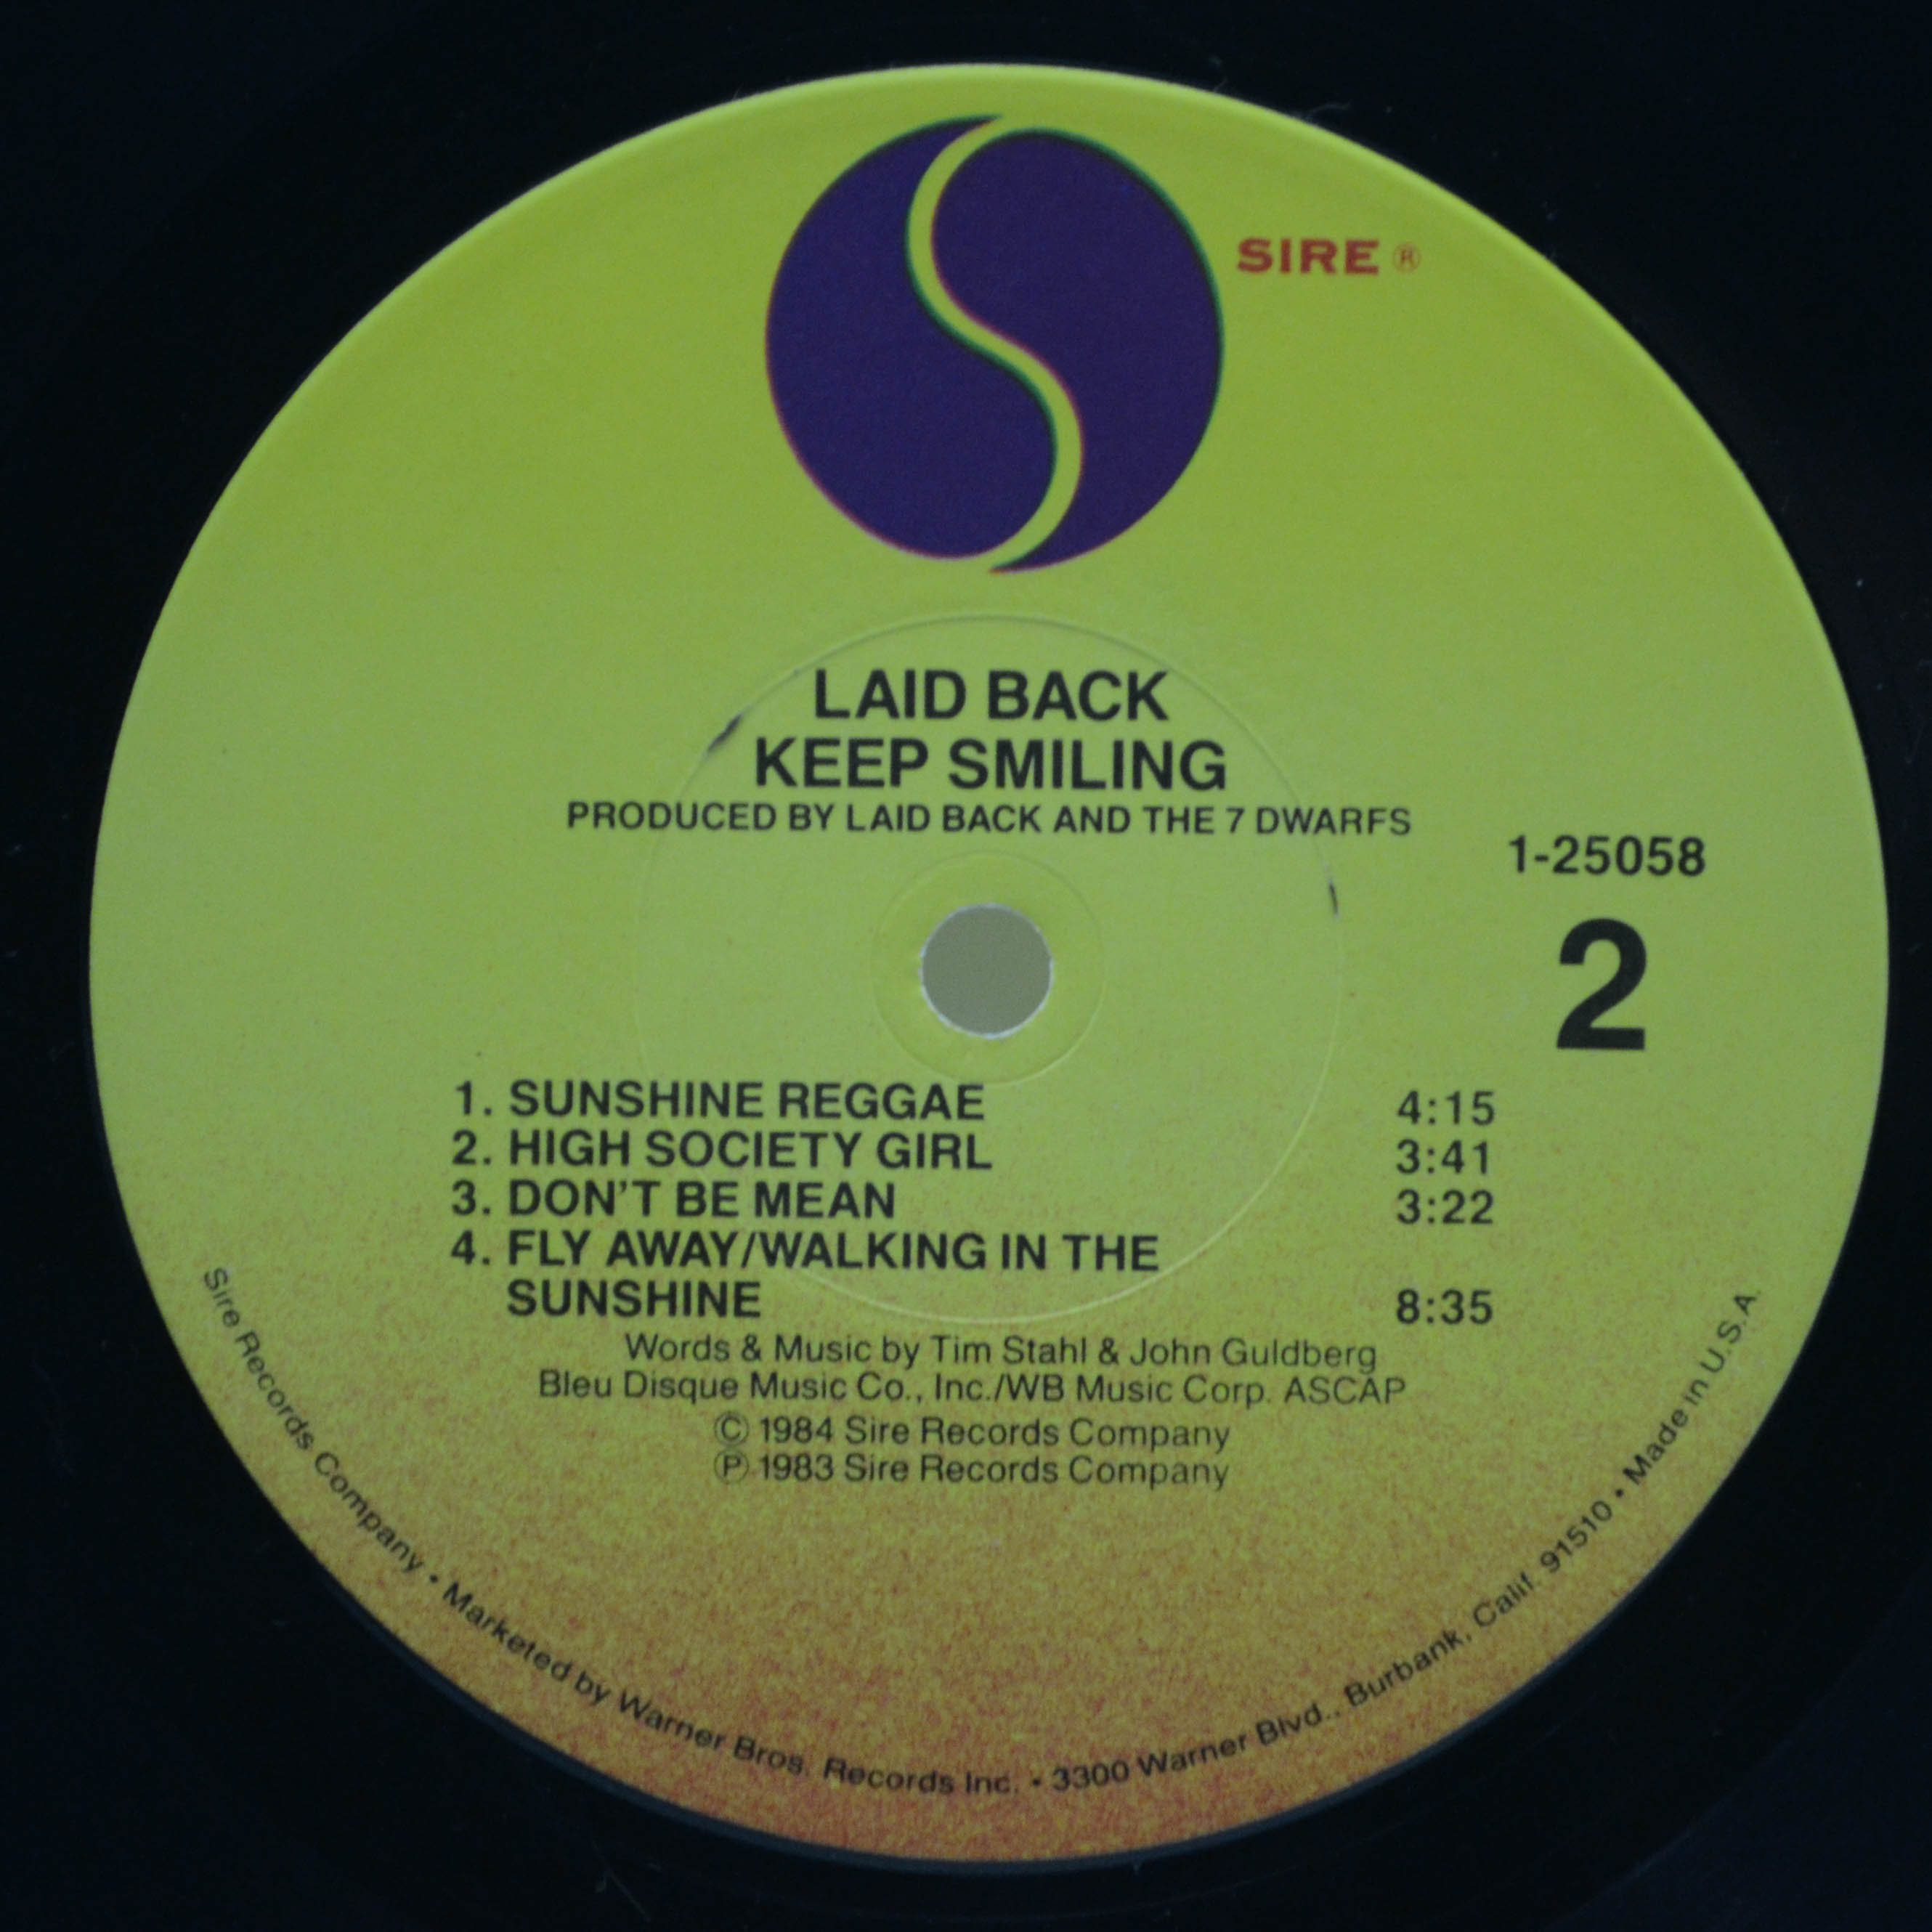 SIRE ®
LAID BACK
KEEP SMILING
PRODUCED BY LAID BACK AND THE 7 DWARFS
1-25058
2
1. SUNSHINE REGGAE 4:15
2. HIGH SOCIETY GIRL 3:41
3. DON'T BE MEAN 3:22
4. FLY AWAY/WALKING IN THE
SUNSHINE 8:35
Words & Music by Tim Stahl & John Guldberg
Bleu Disque Music Co., Inc./WB Music Corp. ASCAP
© 1984 Sire Records Company
℗ 1983 Sire Records Company
Sire Records Company • Marketed by Warner Bros. Records Inc. • 3300 Warner Blvd., Burbank, Calif. 91510 • Made in U.S.A.